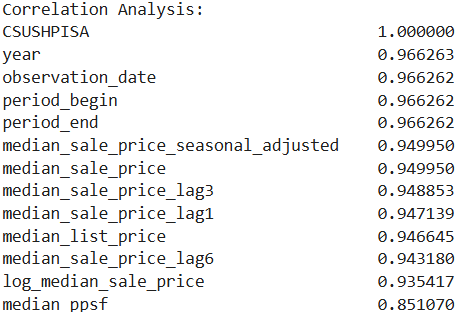 Correlation Analysis:
CSUSHPISA 1.000000
year 0.966263
observation_date 0.966262
period_begin 0.966262
period_end 0.966262
median_sale_price_seasonal_adjusted 0.949950
median_sale_price 0.949950
median_sale_price_lag3 0.948853
median_sale_price_lag1 0.947139
median_list_price 0.946645
median_sale_price_lag6 0.943180
log_median_sale_price 0.935417
median_ppsf 0.851070